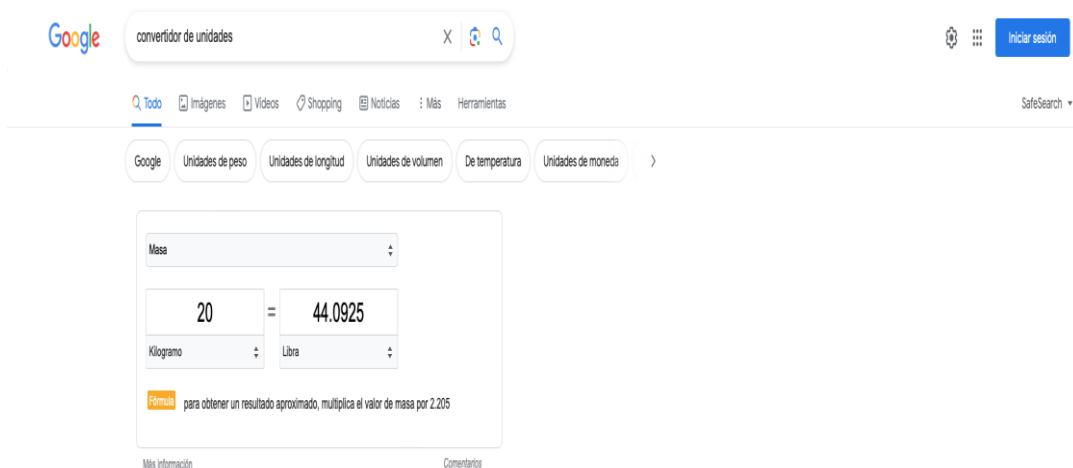 Google convertidor de unidades Iniciar sesión
Todo Imágenes Videos Shopping Noticias Más Herramientas SafeSearch
Google Unidades de peso Unidades de longitud Unidades de volumen De temperatura Unidades de moneda
Masa
20 = 44.0925
Kilogramo Libra
Fórmula para obtener un resultado aproximado, multiplica el valor de masa por 2.205
Más información Comentarios